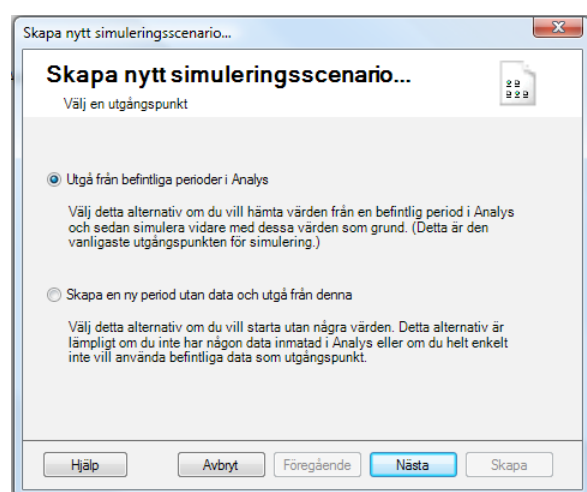 Skapa nytt simuleringsscenario...
Skapa nytt simuleringsscenario...
Välj en utgångspunkt
Utgå från befintliga perioder i Analys
Välj detta alternativ om du vill hämta värden från en befintlig period i Analys
och sedan simulera vidare med dessa värden som grund. (Detta är den
vanligaste utgångspunkten för simulering.)
Skapa en ny period utan data och utgå från denna
Välj detta alternativ om du vill starta utan några värden. Detta alternativ är
lämpligt om du inte har någon data inmatad i Analys eller om du helt enkelt
inte vill använda befintliga data som utgångspunkt.
Hjälp Avbryt Föregående Nästa Skapa